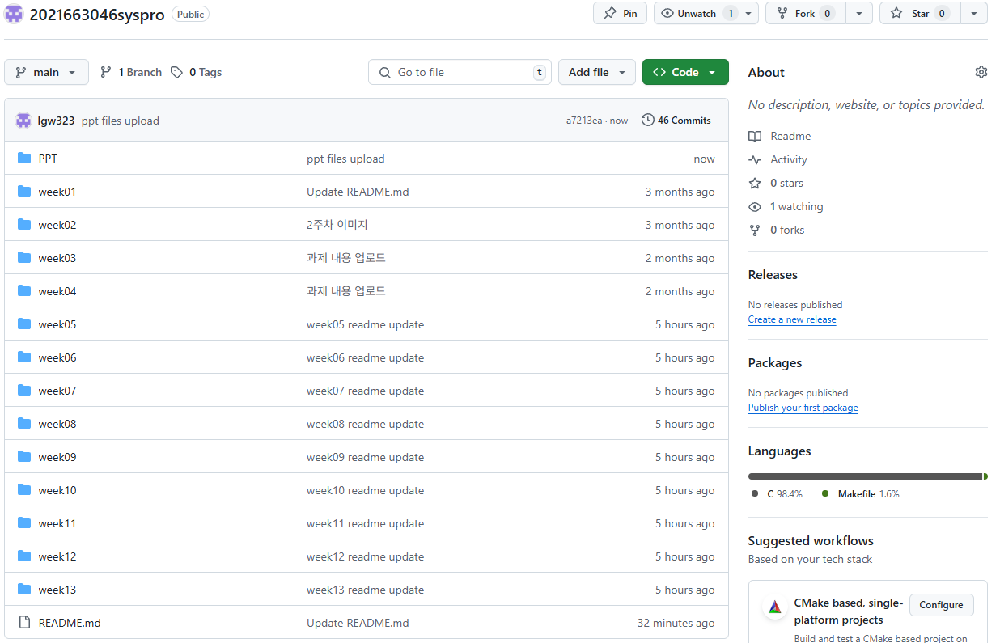 2021663046syspro Public Pin Unwatch 1 Fork 0 Star 0
main 1 Branch 0 Tags Go to file t Add file Code
lgw323 ppt files upload a7213ea · now 46 Commits
PPT ppt files upload now
week01 Update README.md 3 months ago
week02 2주차 이미지 3 months ago
week03 과제 내용 업로드 2 months ago
week04 과제 내용 업로드 2 months ago
week05 week05 readme update 5 hours ago
week06 week06 readme update 5 hours ago
week07 week07 readme update 5 hours ago
week08 week08 readme update 5 hours ago
week09 week09 readme update 5 hours ago
week10 week10 readme update 5 hours ago
week11 week11 readme update 5 hours ago
week12 week12 readme update 5 hours ago
week13 week13 readme update 5 hours ago
README.md Update README.md 32 minutes ago
About
No description, website, or topics provided.
Readme
Activity
0 stars
1 watching
0 forks
Releases
No releases published
Create a new release
Packages
No packages published
Publish your first package
Languages
C 98.4% Makefile 1.6%
Suggested workflows
Based on your tech stack
CMake based, single-
platform projects
Configure
Build and test a CMake based project on